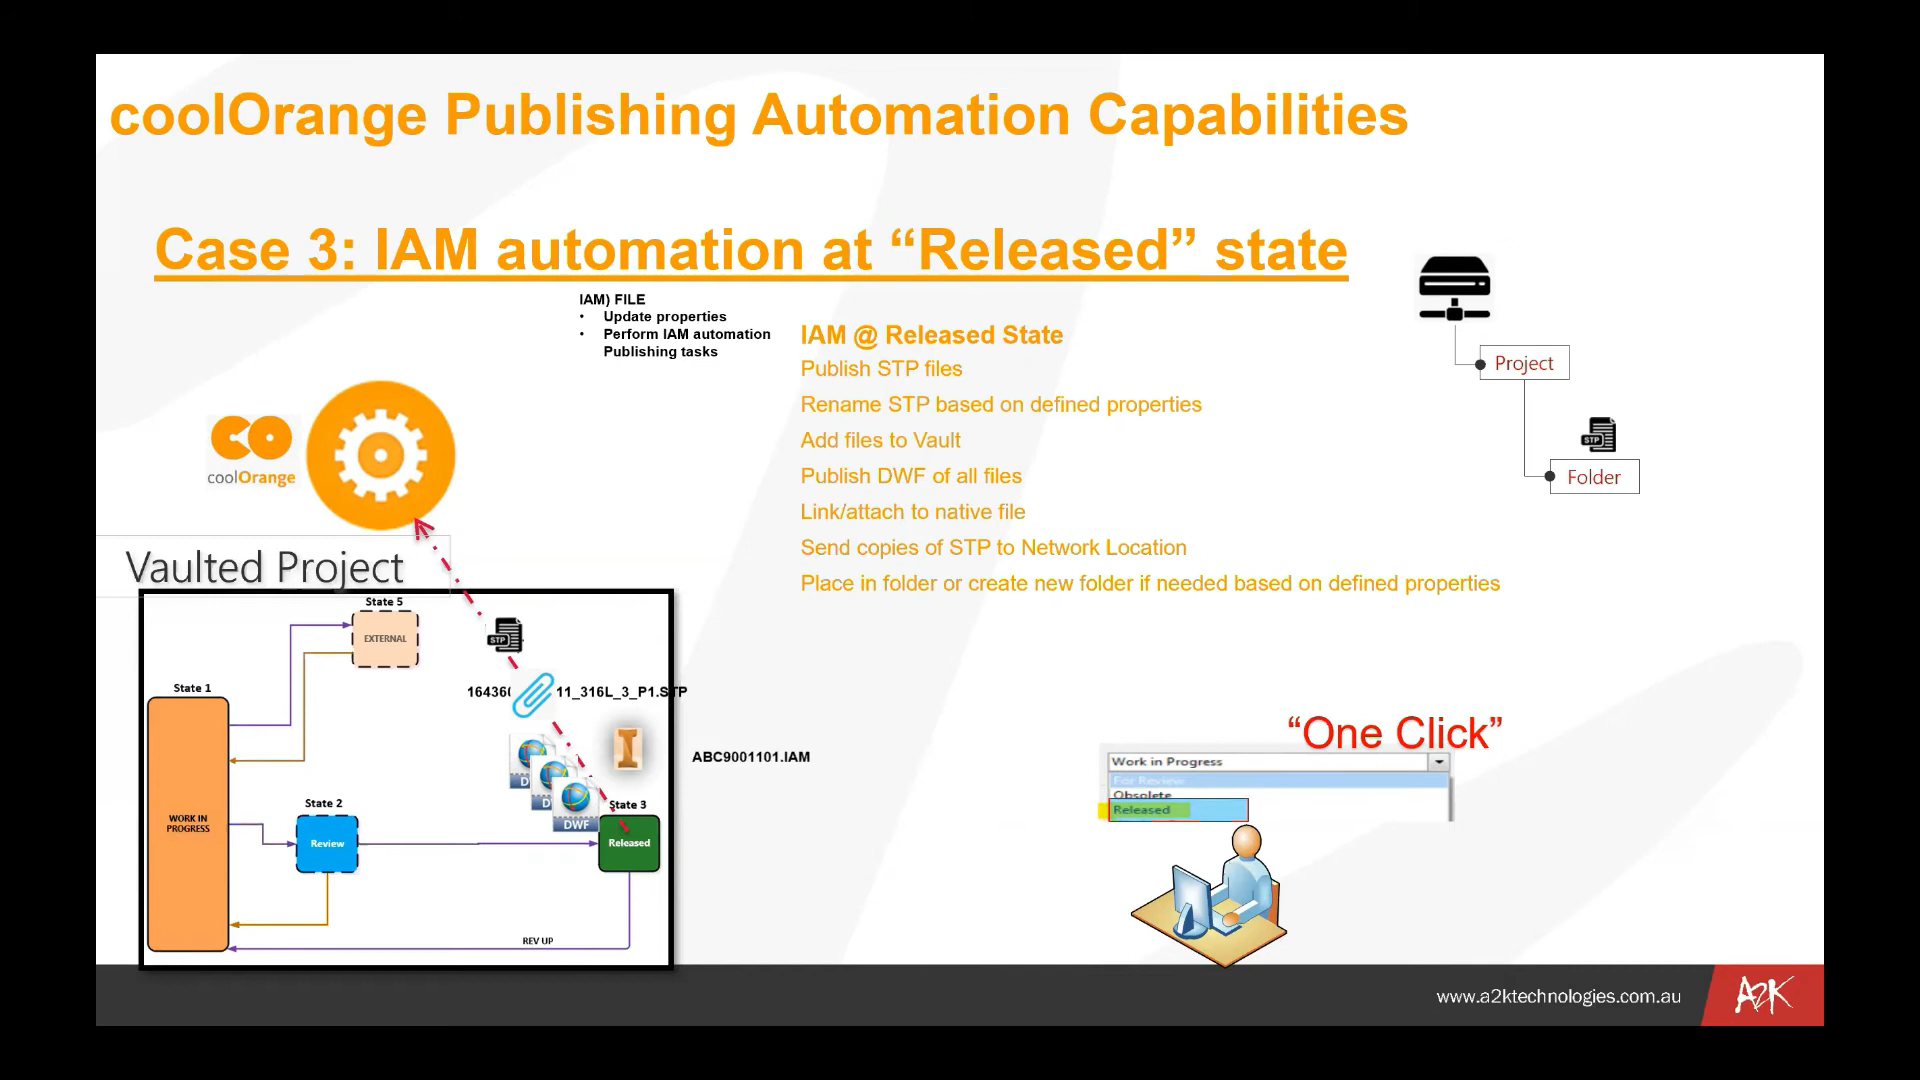 coolOrange Publishing Automation Capabilities
Case 3: IAM automation at “Released” state
IAM) FILE
• Update properties
• Perform IAM automation
Publishing tasks
IAM @ Released State
Publish STP files
Rename STP based on defined properties
Add files to Vault
Publish DWF of all files
Link/attach to native file
Send copies of STP to Network Location
Place in folder or create new folder if needed based on defined properties
Project
STP
Folder
CO
coolOrange
Vaulted Project
State 5
EXTERNAL
STP
State 1
11_316L_3_P1.STP
ABC9001101.IAM
WORK IN
PROGRESS
State 2
Review
D
D
DWF
State 3
Released
REV UP
“One Click”
Work in Progress
For Review...
Obsolete
Released
www.a2ktechnologies.com.au
A2K